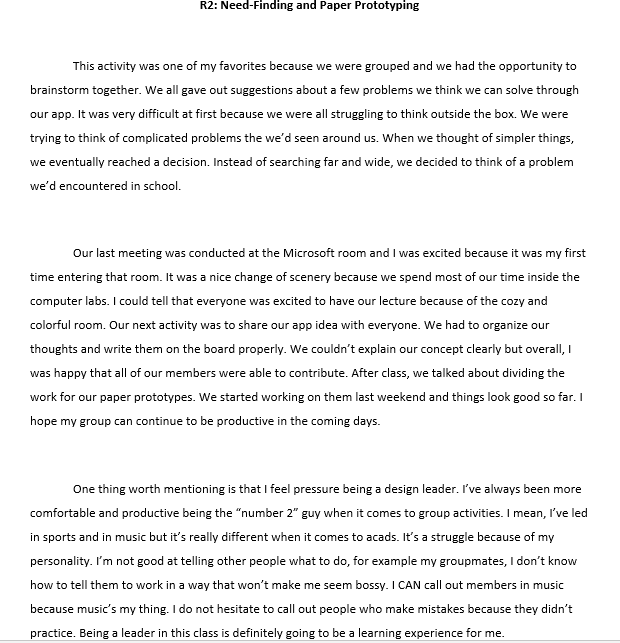 R2: Need-Finding and Paper Prototyping
This activity was one of my favorites because we were grouped and we had the opportunity to
brainstorm together. We all gave out suggestions about a few problems we think we can solve through
our app. It was very difficult at first because we were all struggling to think outside the box. We were
trying to think of complicated problems the we’d seen around us. When we thought of simpler things,
we eventually reached a decision. Instead of searching far and wide, we decided to think of a problem
we’d encountered in school.
Our last meeting was conducted at the Microsoft room and I was excited because it was my first
time entering that room. It was a nice change of scenery because we spend most of our time inside the
computer labs. I could tell that everyone was excited to have our lecture because of the cozy and
colorful room. Our next activity was to share our app idea with everyone. We had to organize our
thoughts and write them on the board properly. We couldn’t explain our concept clearly but overall, I
was happy that all of our members were able to contribute. After class, we talked about dividing the
work for our paper prototypes. We started working on them last weekend and things look good so far. I
hope my group can continue to be productive in the coming days.
One thing worth mentioning is that I feel pressure being a design leader. I’ve always been more
comfortable and productive being the “number 2” guy when it comes to group activities. I mean, I’ve led
in sports and in music but it’s really different when it comes to acads. It’s a struggle because of my
personality. I’m not good at telling other people what to do, for example my groupmates, I don’t know
how to tell them to work in a way that won’t make me seem bossy. I CAN call out members in music
because music’s my thing. I do not hesitate to call out people who make mistakes because they didn’t
practice. Being a leader in this class is definitely going to be a learning experience for me.